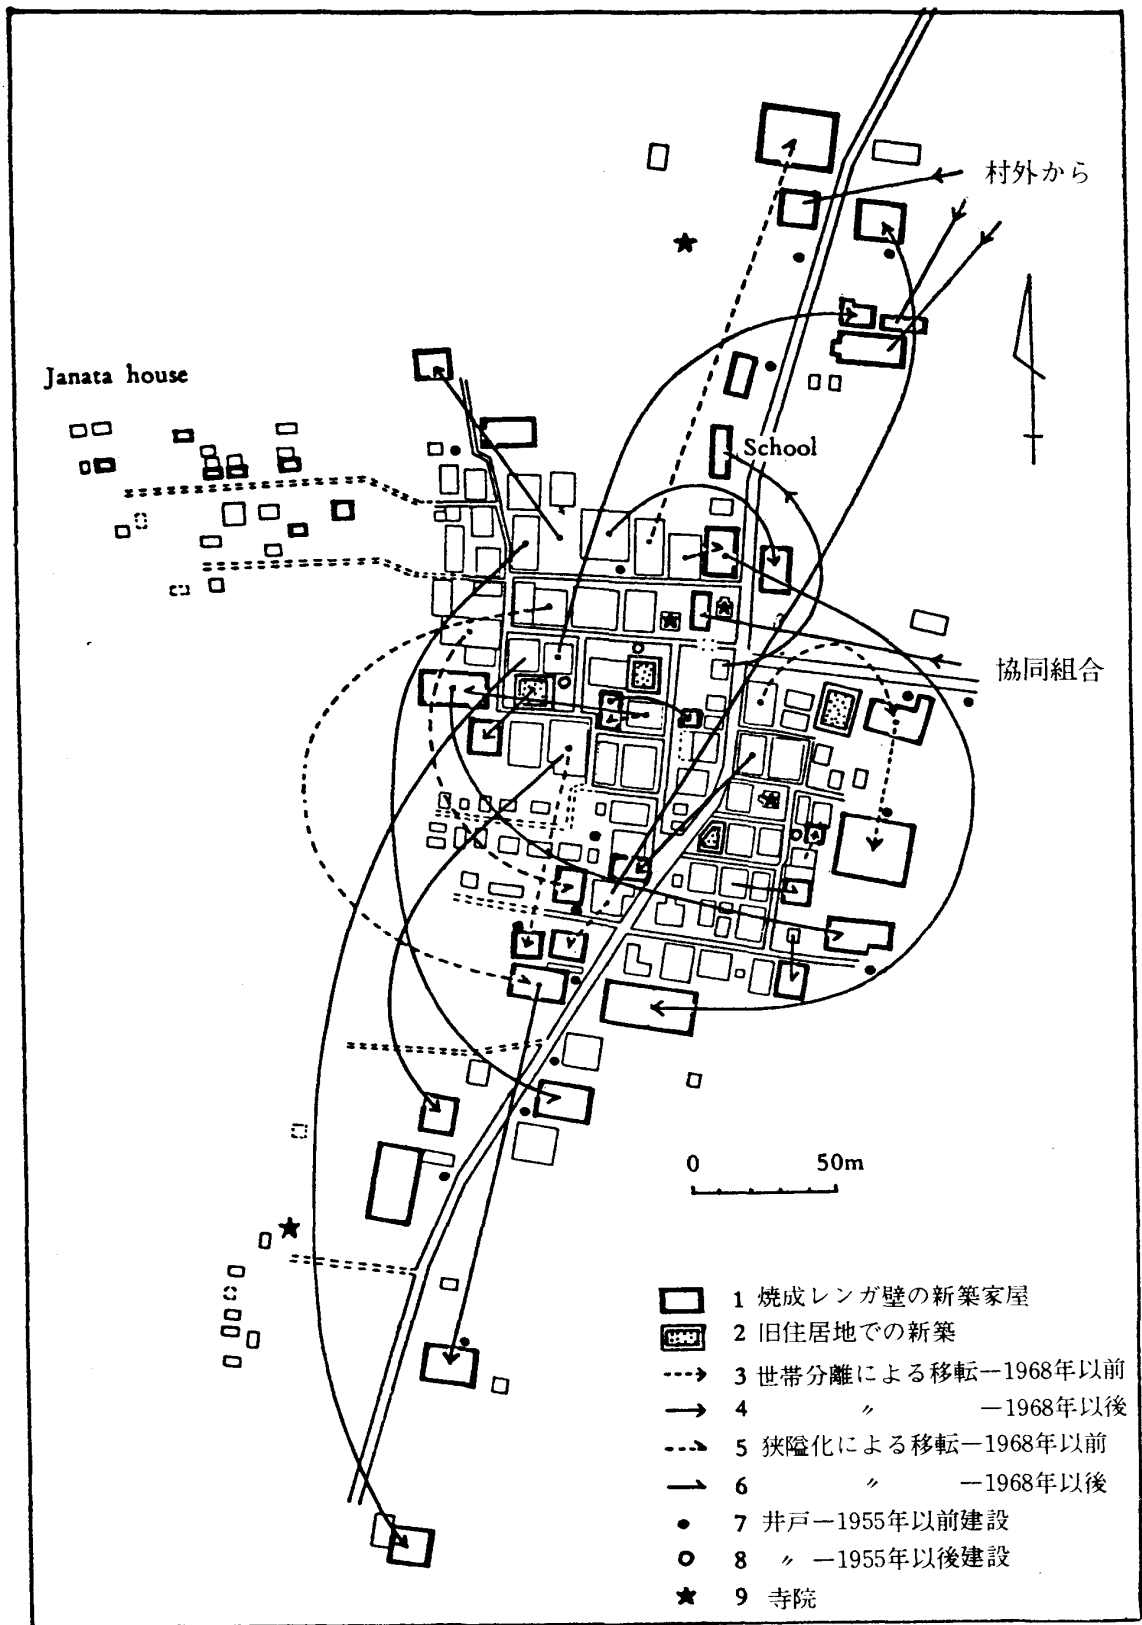 村外から
Janata house
School
協同組合
0 50m
1 焼成レンガ壁の新築家屋
2 旧住居地での新築
3 世帯分離による移転—1968年以前
4 〃 —1968年以後
5 狭隘化による移転—1968年以前
6 〃 —1968年以後
7 井戸—1955年以前建設
8 〃 —1955年以後建設
9 寺院